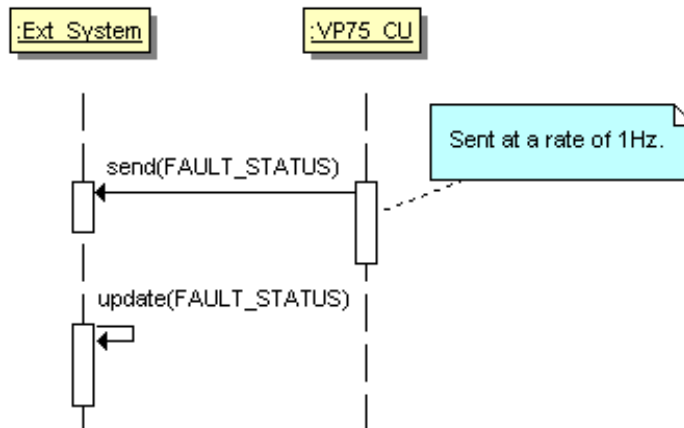 :Ext_System
:VP75_CU
Sent at a rate of 1Hz.
send(FAULT_STATUS)
update(FAULT_STATUS)